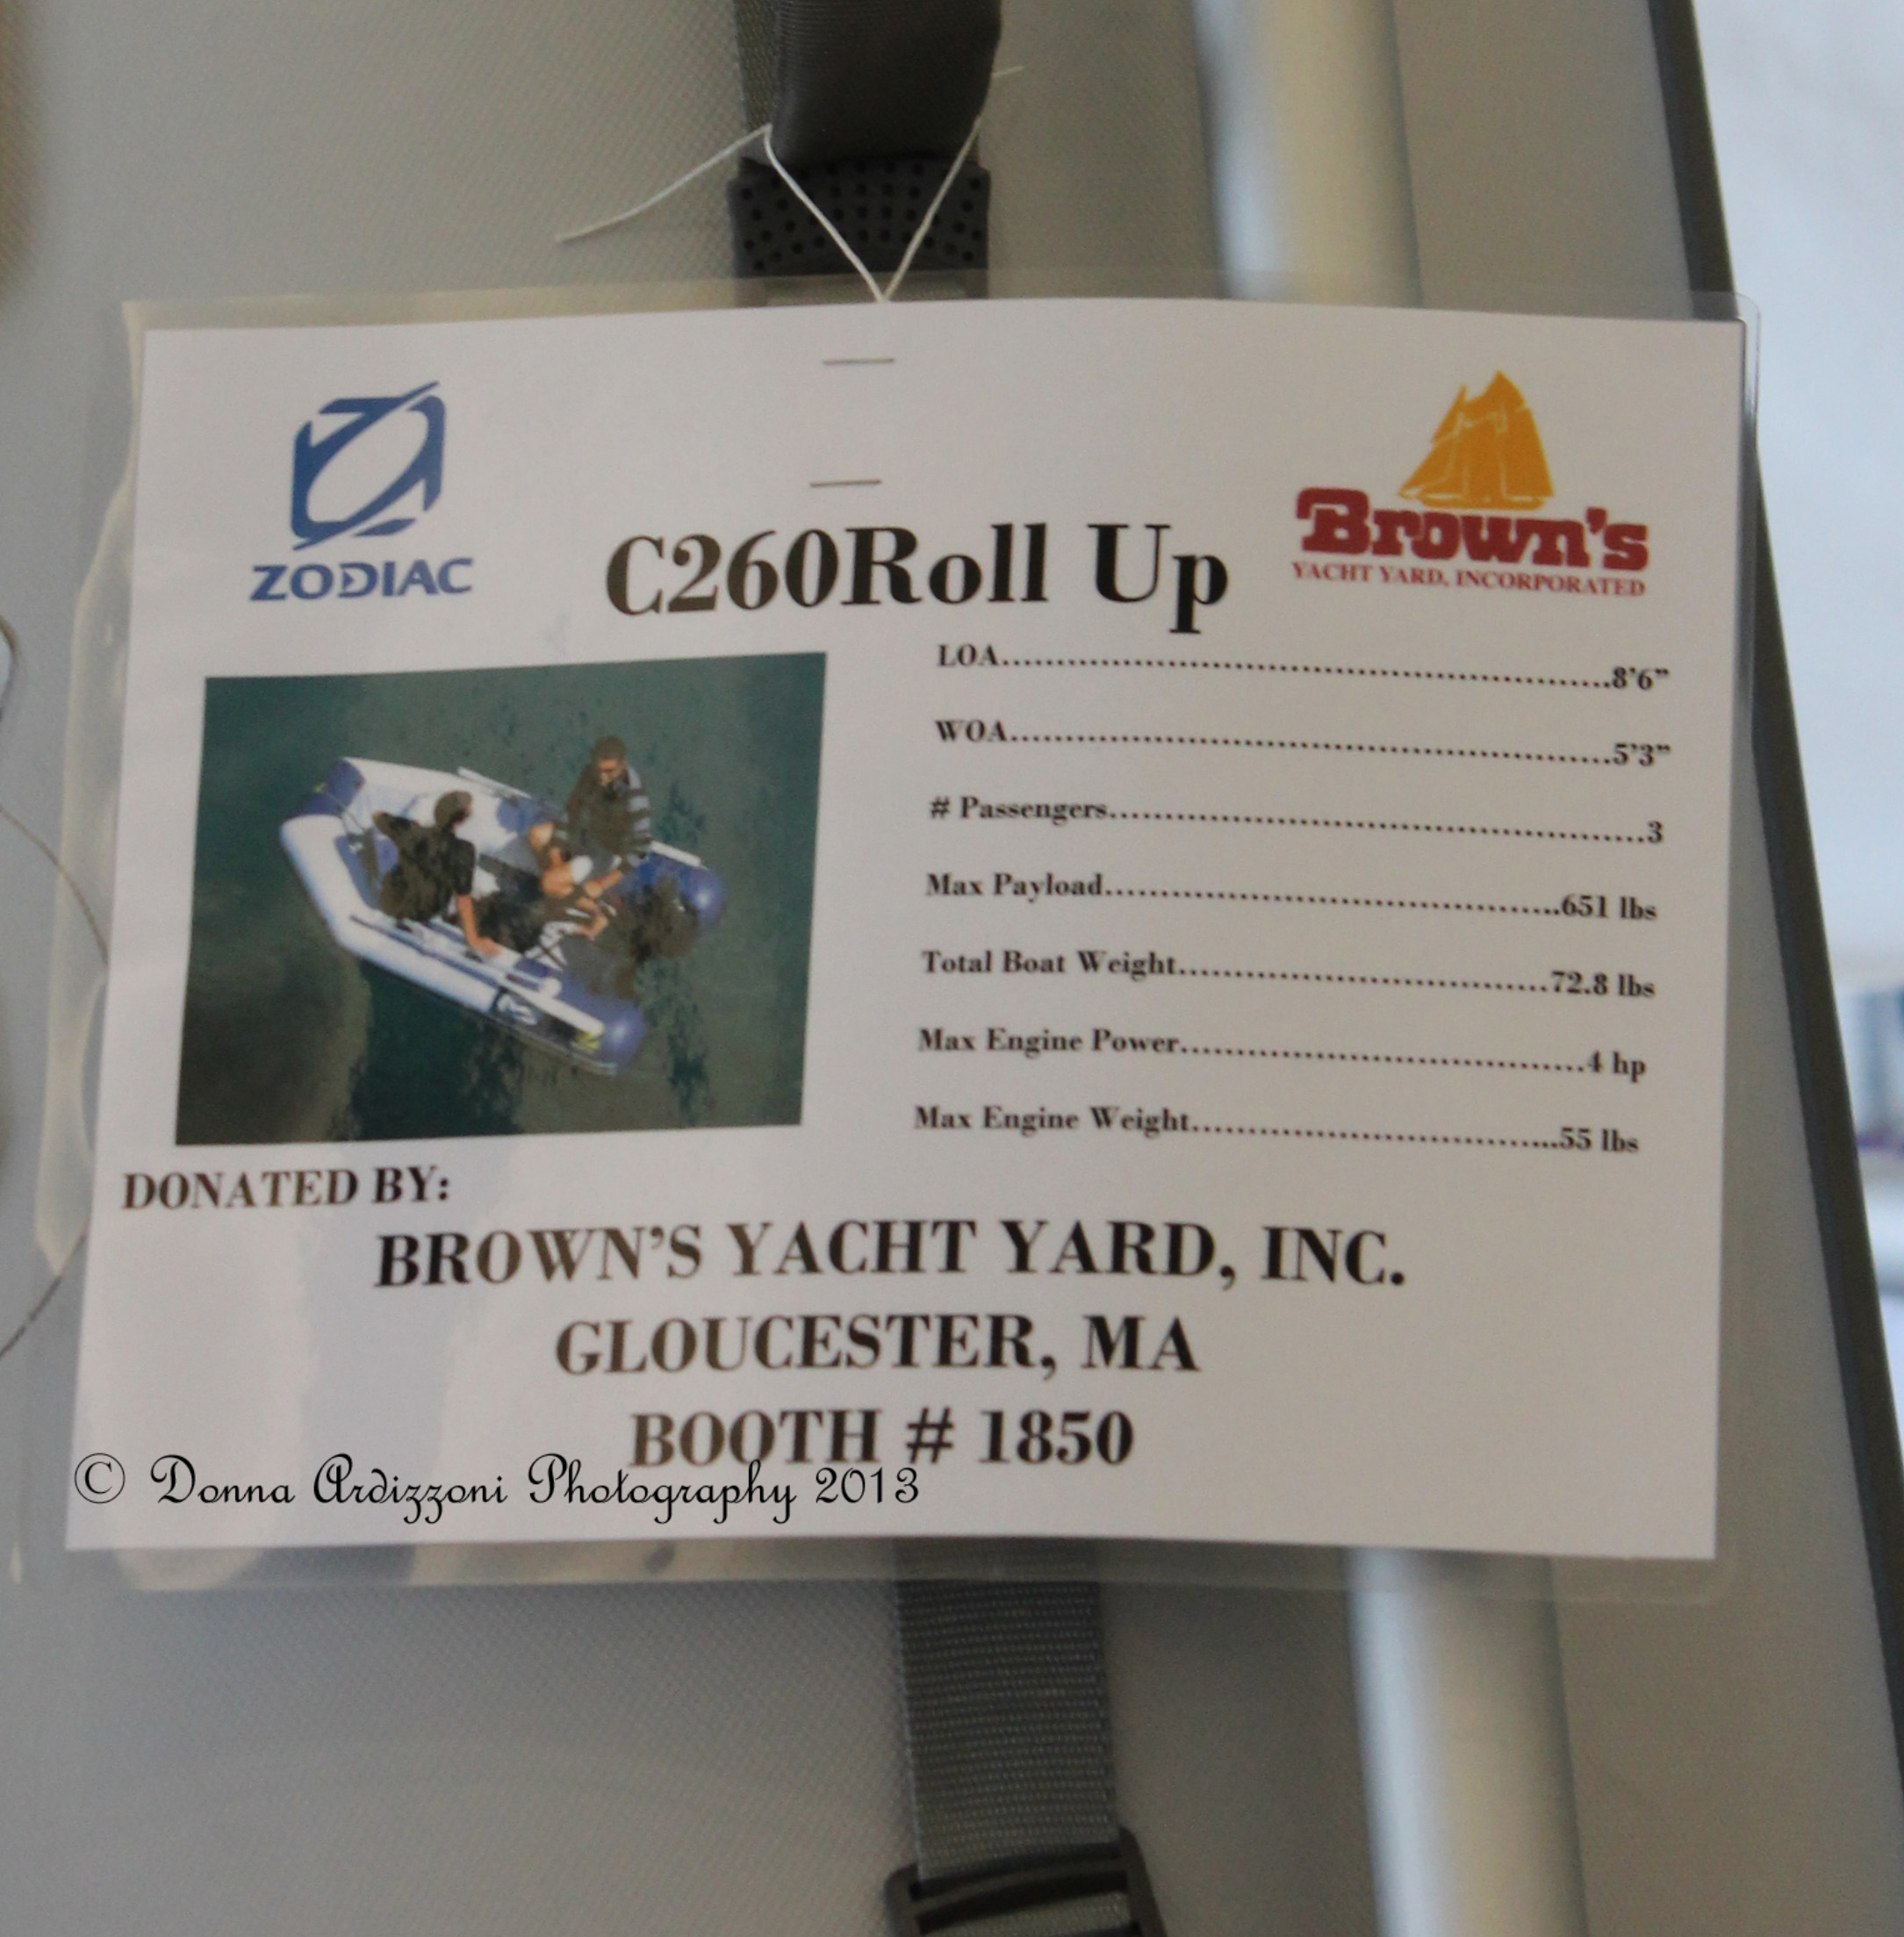 ZODIAC
Brown's
YACHT YARD, INCORPORATED
C260Roll Up
LOA...........................................................8'6”
WOA...........................................................5'3”
# Passengers...................................................3
Max Payload...........................................651 lbs
Total Boat Weight...................................72.8 lbs
Max Engine Power......................................4 hp
Max Engine Weight...................................55 lbs
DONATED BY:
BROWN’S YACHT YARD, INC.
GLOUCESTER, MA
BOOTH # 1850
© Donna Ardizzoni Photography 2013